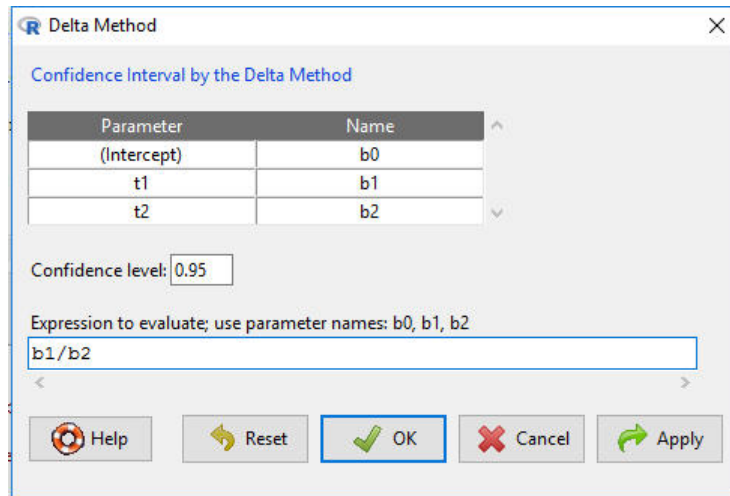 Delta Method
Confidence Interval by the Delta Method
Parameter Name
(Intercept) b0
t1 b1
t2 b2
Confidence level: 0.95
Expression to evaluate; use parameter names: b0, b1, b2
b1/b2
Help Reset OK Cancel Apply